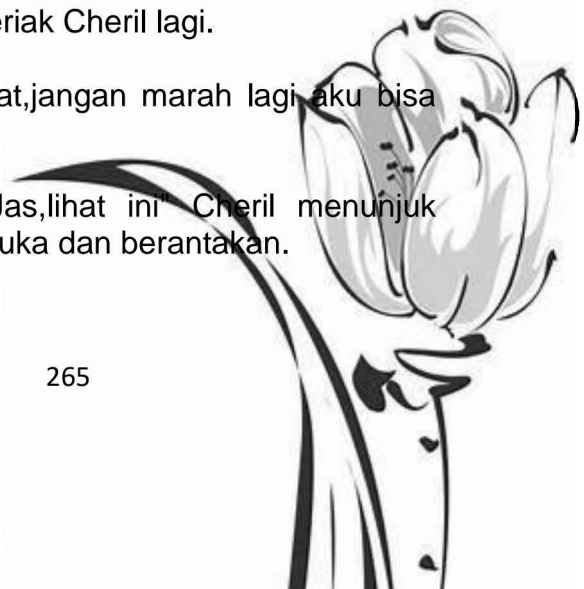 eriak Cheril lagi.
at,jangan marah lagi aku bisa
Jas,lihat ini" Cheril menunjuk
uka dan berantakan.
265